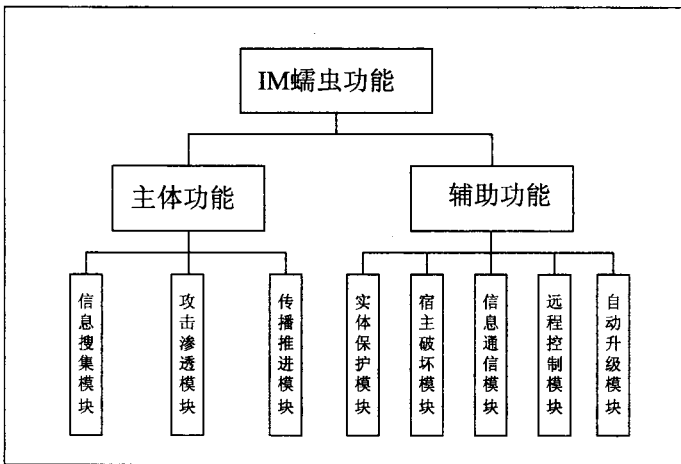 IM蠕虫功能
主体功能
辅助功能
信息搜集模块
攻击渗透模块
传播推进模块
实体保护模块
宿主破坏模块
信息通信模块
远程控制模块
自动升级模块